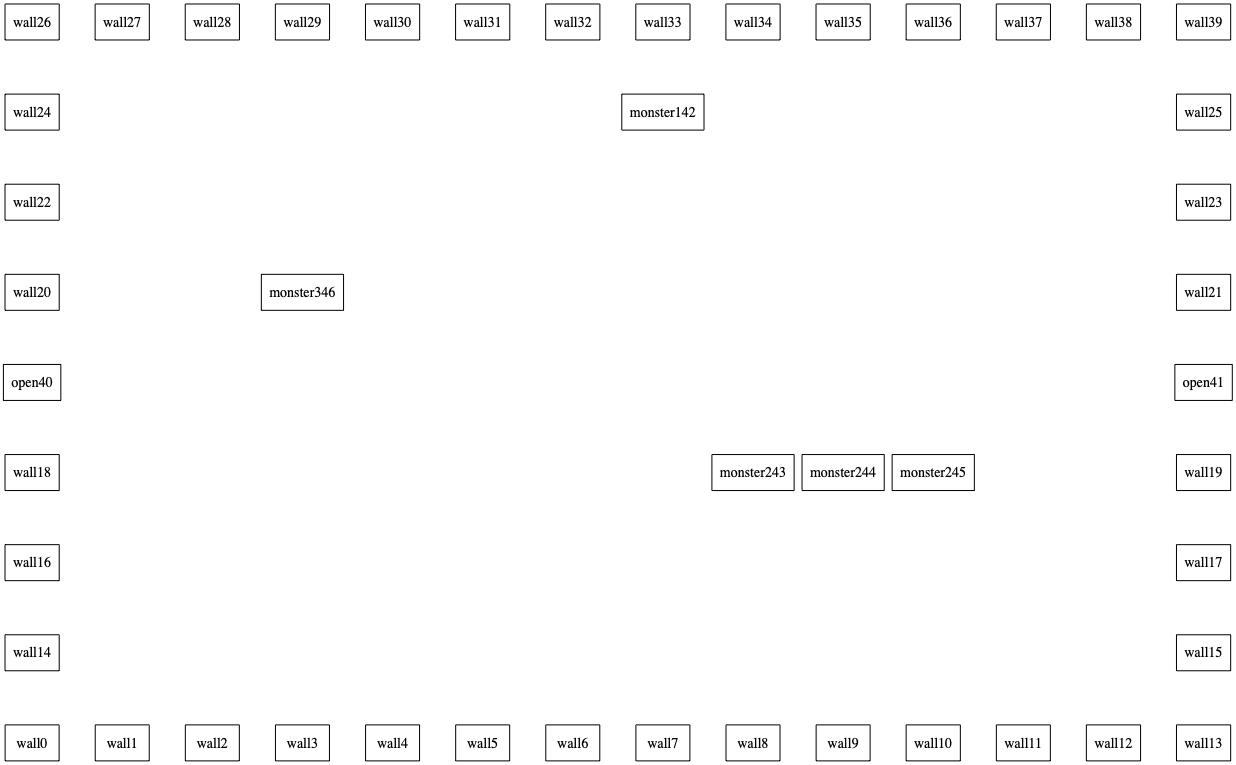 wall26 wall27 wall28 wall29 wall30 wall31 wall32 wall33 wall34 wall35 wall36 wall37 wall38 wall39
wall24 monster142 wall25
wall22 wall23
wall20 monster346 wall21
open40 open41
wall18 monster243 monster244 monster245 wall19
wall16 wall17
wall14 wall15
wall0 wall1 wall2 wall3 wall4 wall5 wall6 wall7 wall8 wall9 wall10 wall11 wall12 wall13